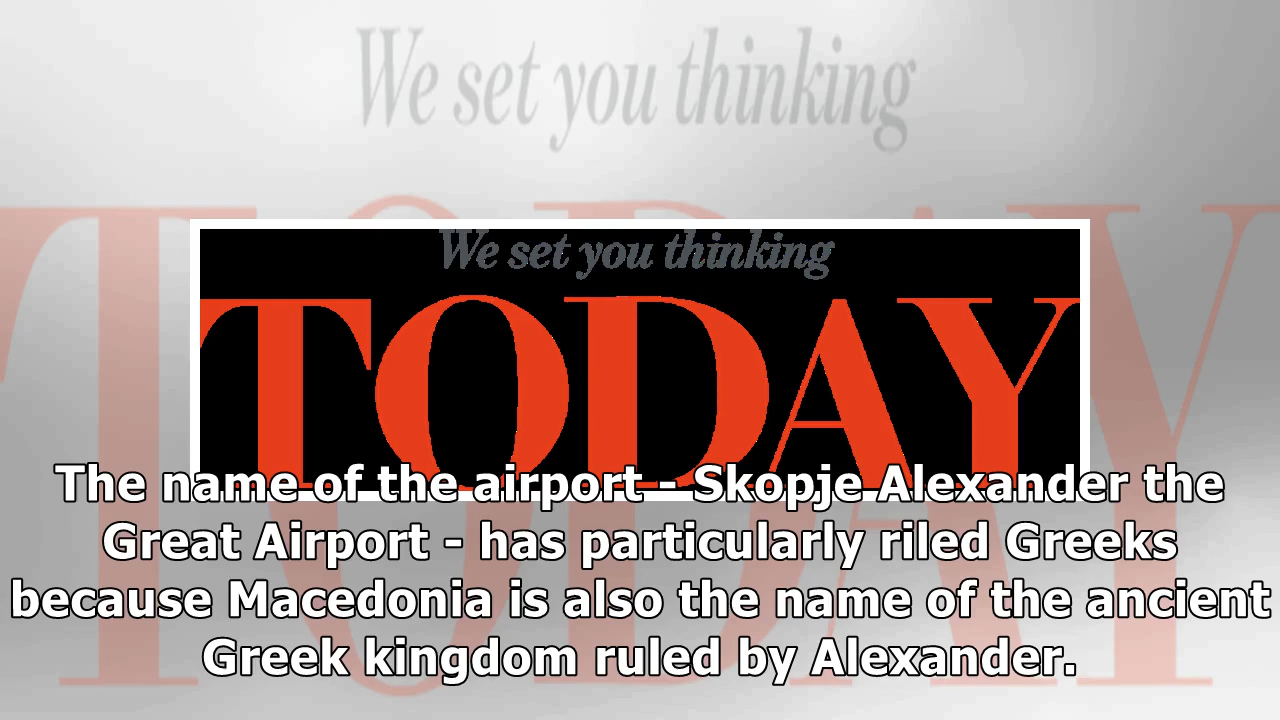 We set you thinking
TODAY
We set you thinking
TODAY
The name of the airport - Skopje Alexander the
Great Airport - has particularly riled Greeks
because Macedonia is also the name of the ancient
Greek kingdom ruled by Alexander.